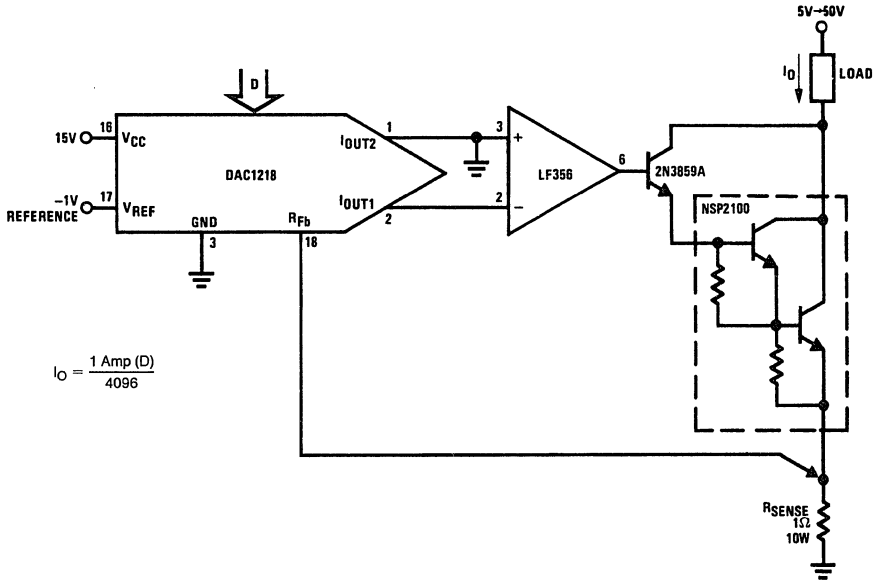 5V→50V
I_O
LOAD
D
15V
16
V_CC
1
I_OUT2
3
+
DAC1218
LF356
6
2N3859A
−1V
REFERENCE
17
V_REF
I_OUT1
2
2
−
GND
3
R_Fb
18
NSP2100
I_O = 1 Amp (D) / 4096
R_SENSE
1Ω
10W